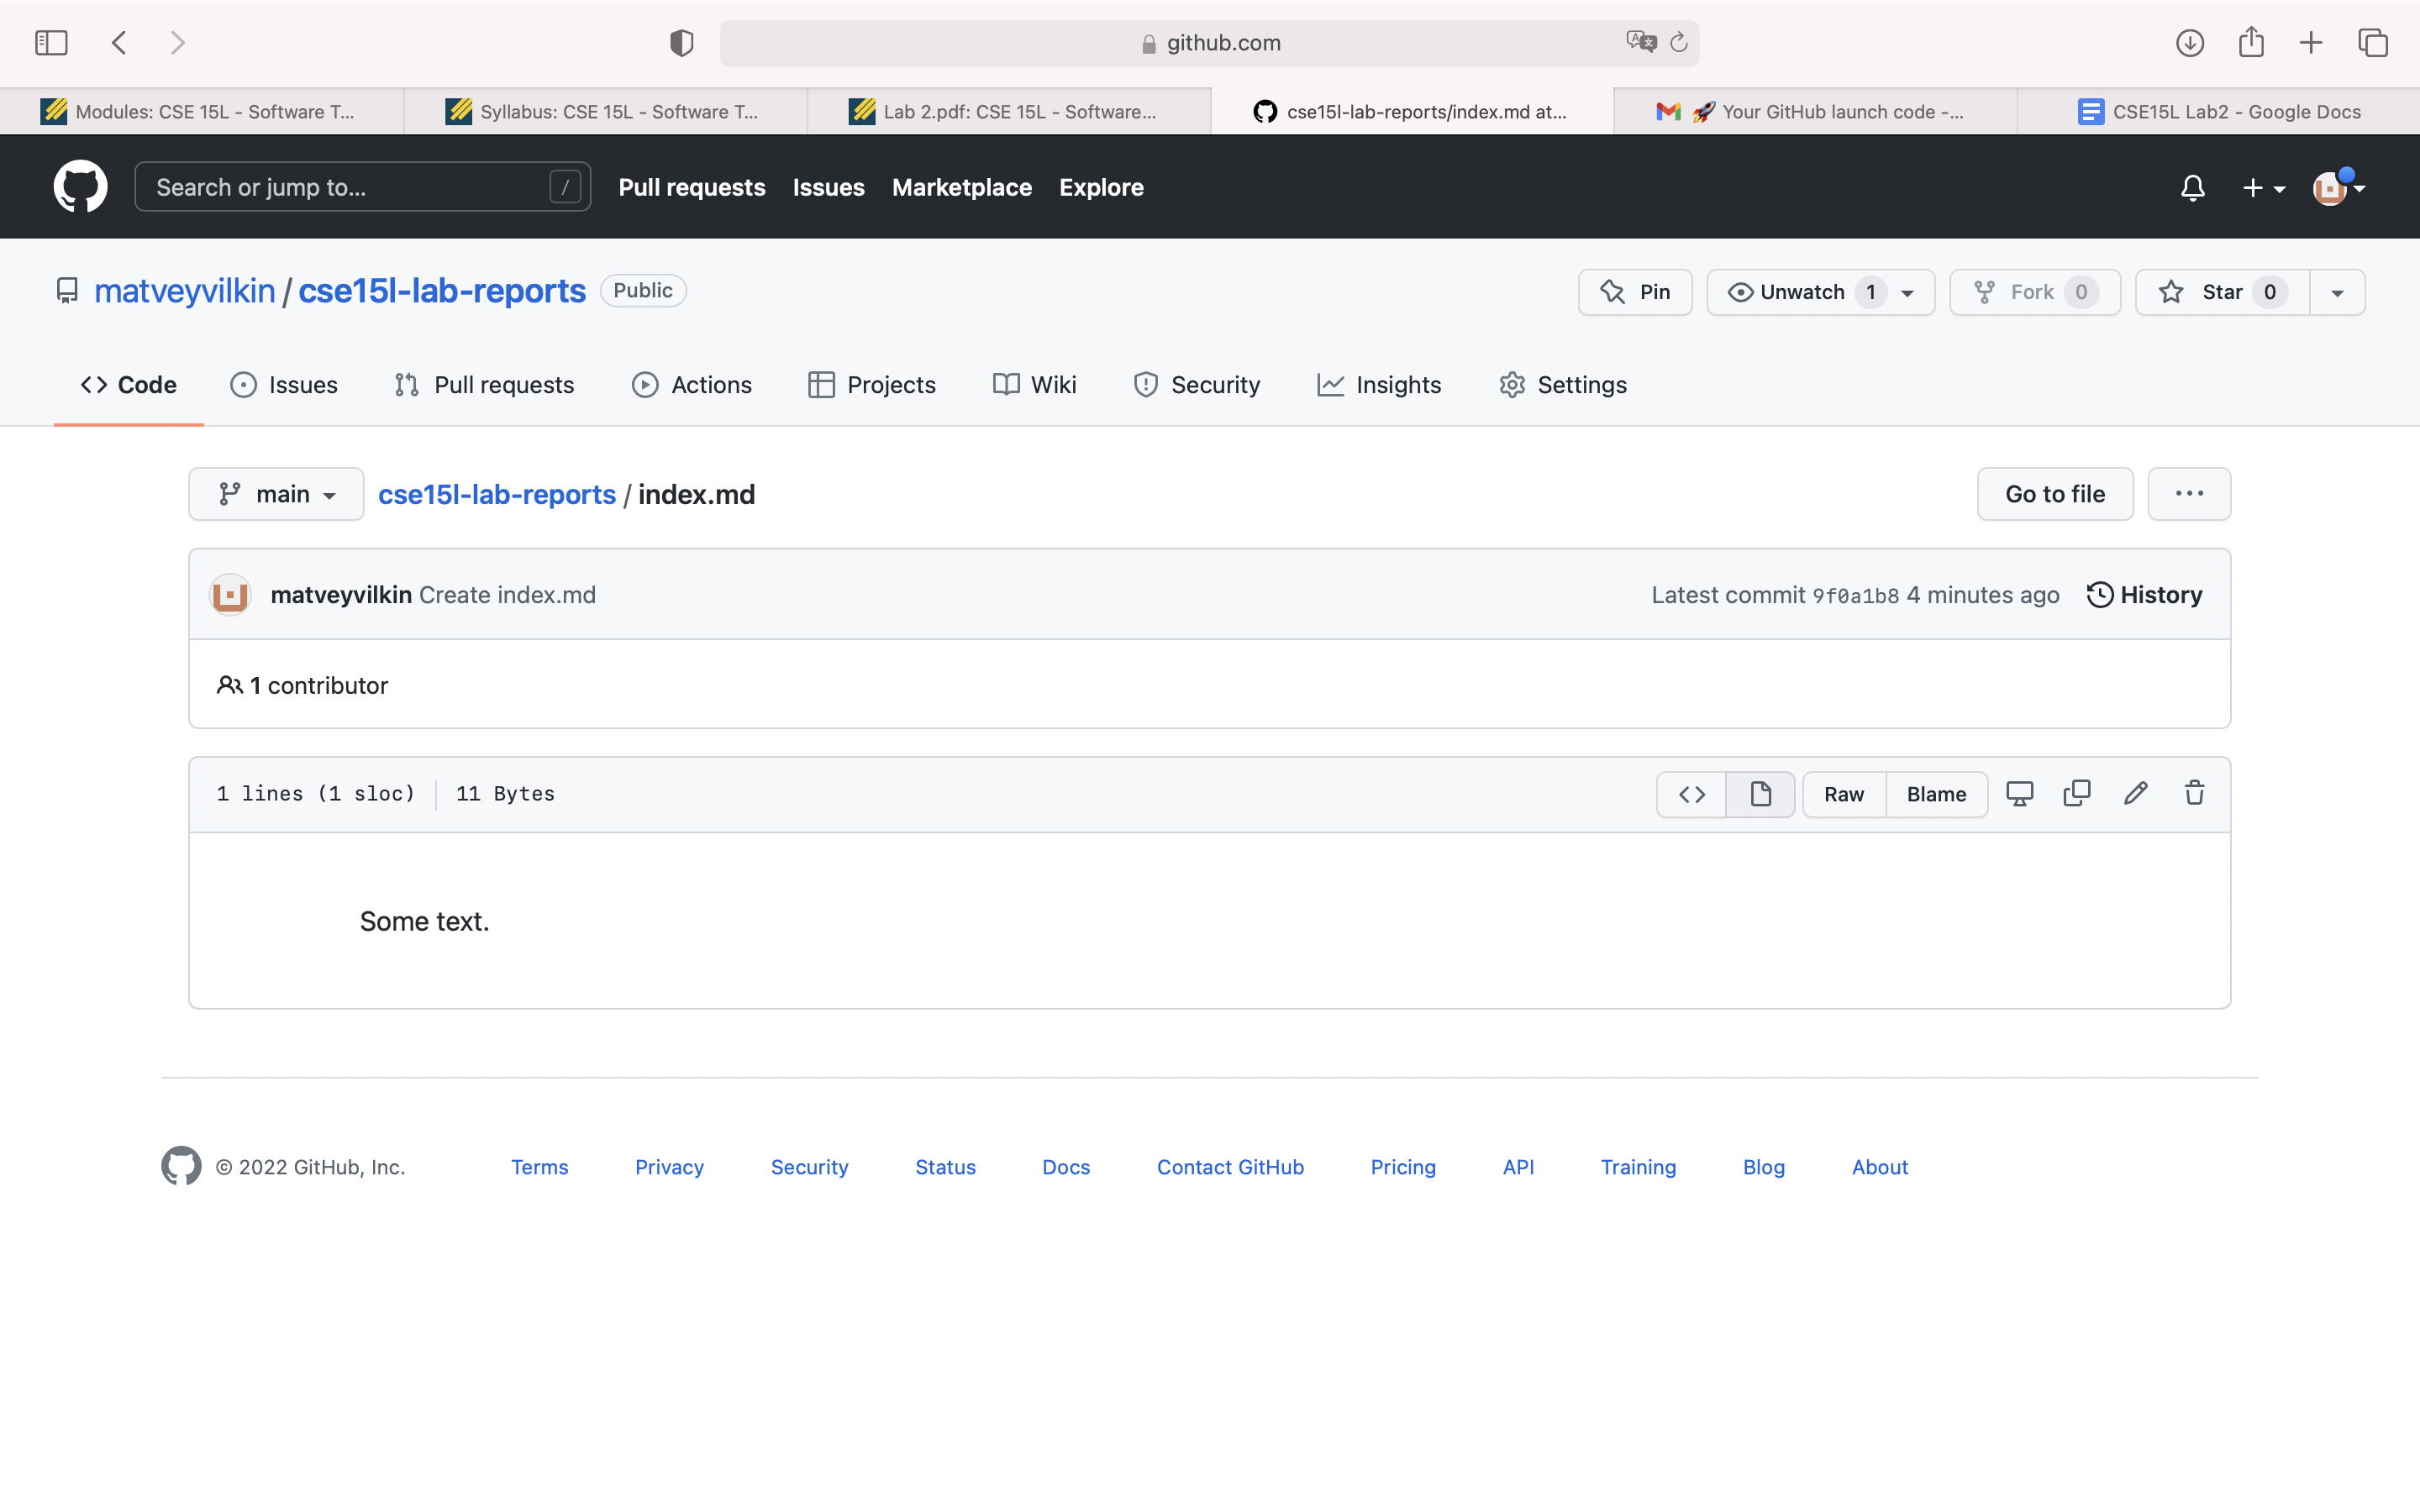 github.com
Modules: CSE 15L - Software T...
Syllabus: CSE 15L - Software T...
Lab 2.pdf: CSE 15L - Software...
cse15l-lab-reports/index.md at...
🚀 Your GitHub launch code -...
CSE15L Lab2 - Google Docs
Search or jump to... /
Pull requests Issues Marketplace Explore
matveyvilkin / cse15l-lab-reports Public
Pin Unwatch 1 Fork 0 Star 0
Code Issues Pull requests Actions Projects Wiki Security Insights Settings
main cse15l-lab-reports / index.md Go to file ...
matveyvilkin Create index.md Latest commit 9f0a1b8 4 minutes ago History
1 contributor
1 lines (1 sloc) 11 Bytes Raw Blame
Some text.
© 2022 GitHub, Inc. Terms Privacy Security Status Docs Contact GitHub Pricing API Training Blog About